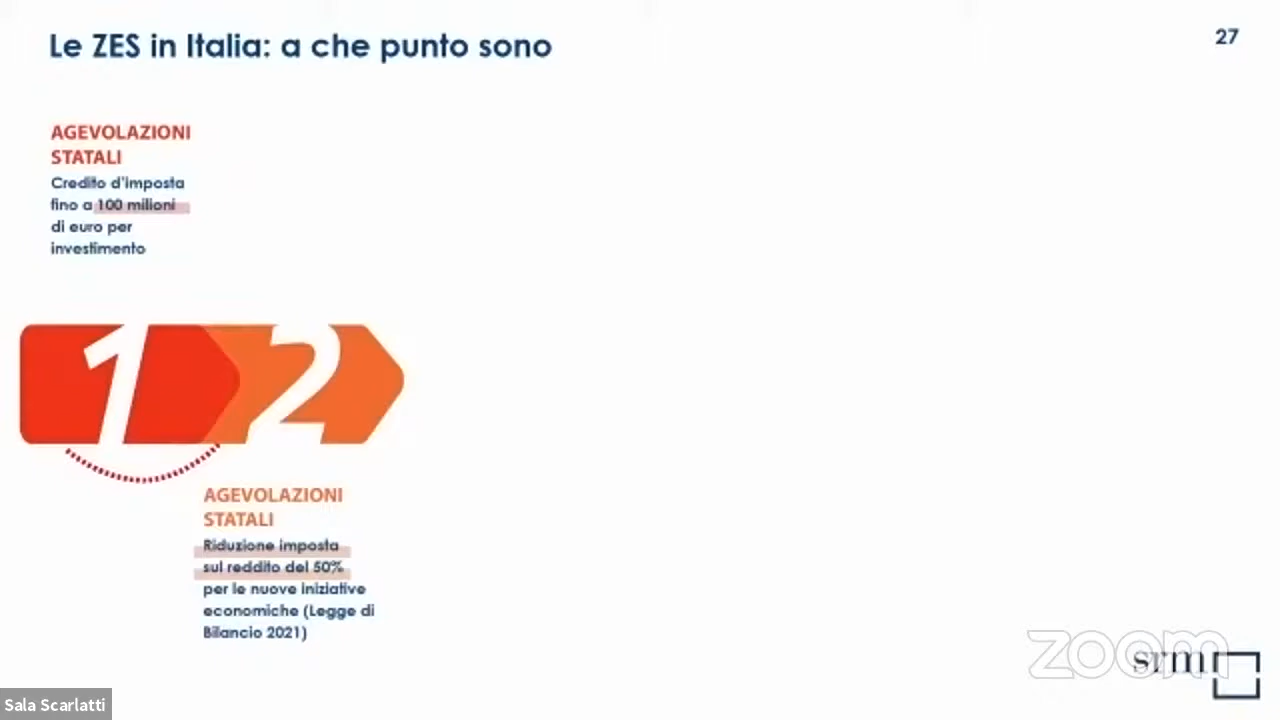 Le ZES in Italia: a che punto sono
27
AGEVOLAZIONI
STATALI
Credito d'imposta
fino a 100 milioni
di euro per
investimento
1 2
AGEVOLAZIONI
STATALI
Riduzione imposta
sul reddito del 50%
per le nuove iniziative
economiche (Legge di
Bilancio 2021)
zoom
srm
Sala Scarlatti